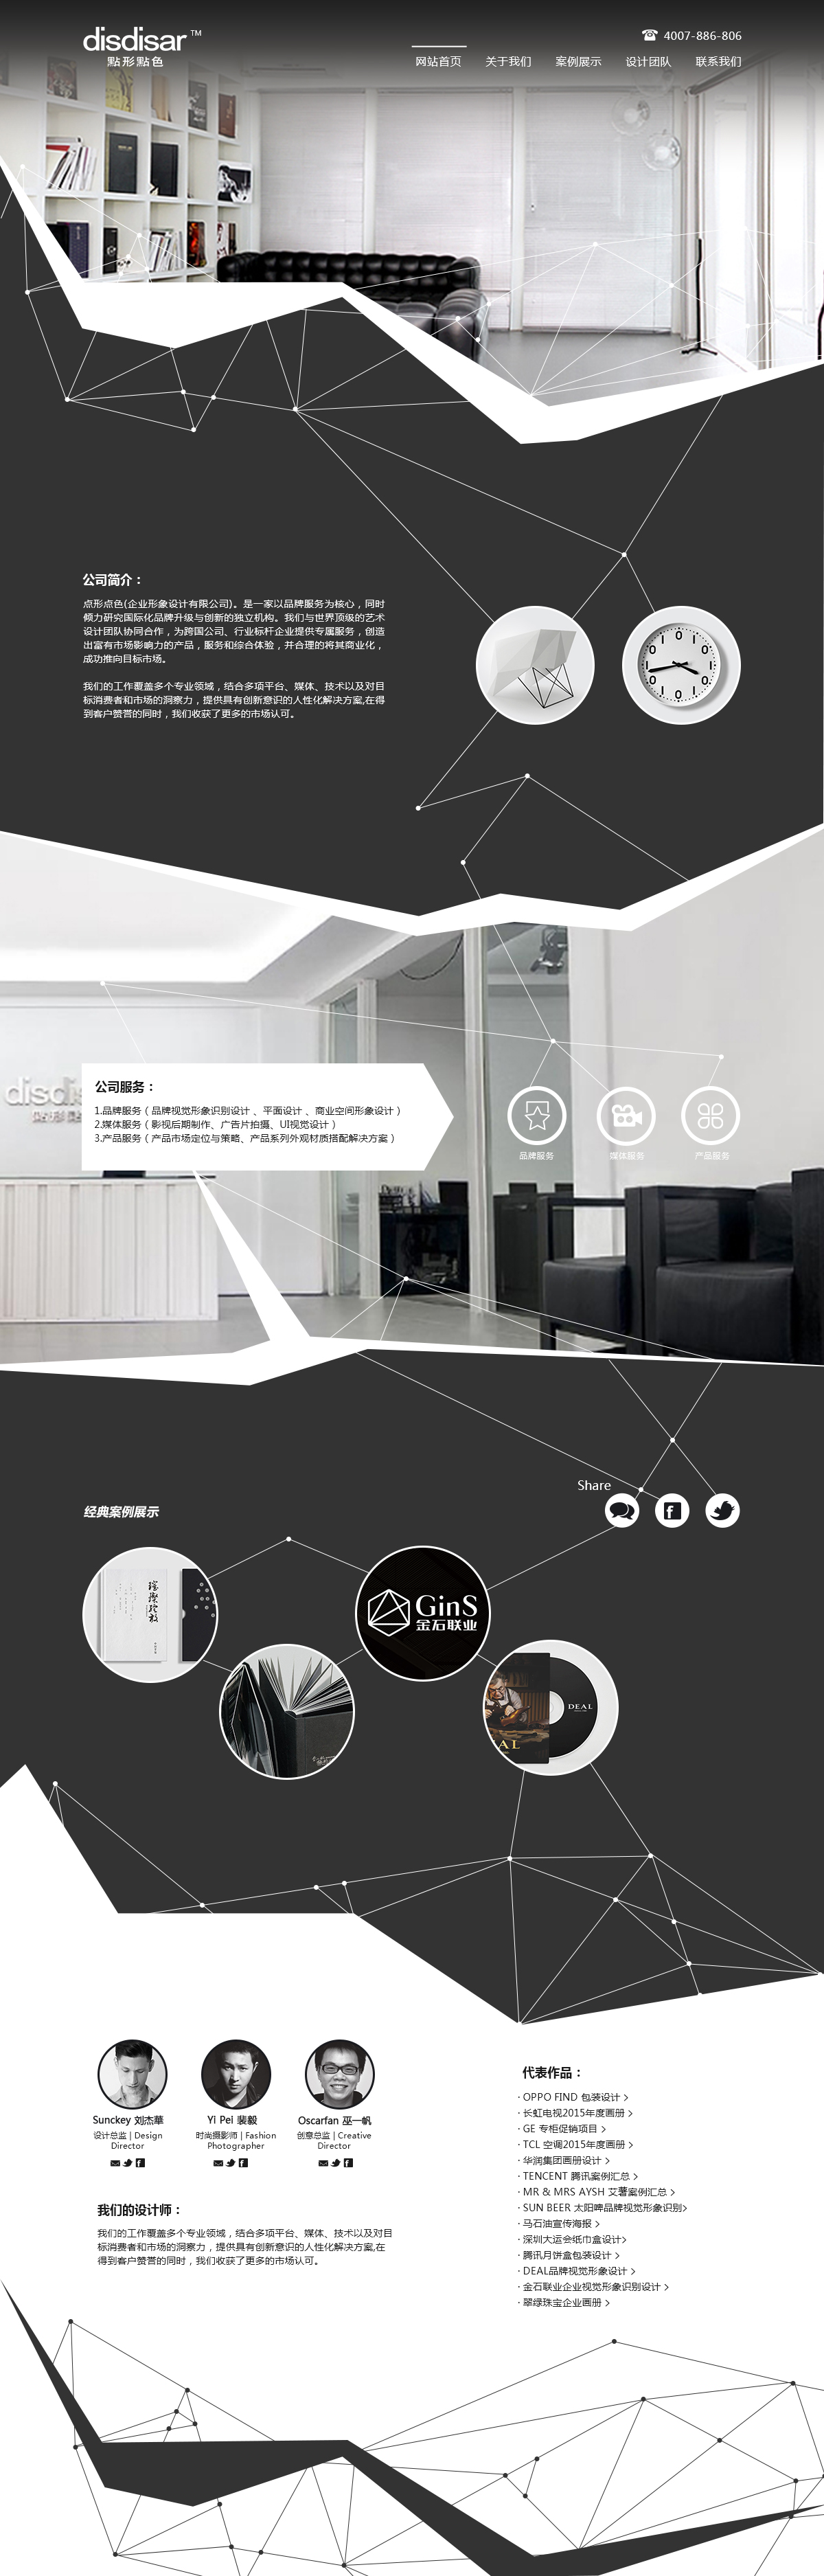 disdisar TM
點形點色
4007-886-806
网站首页 关于我们 案例展示 设计团队 联系我们
公司简介：
点形点色(企业形象设计有限公司)。是一家以品牌服务为核心，同时
倾力研究国际化品牌升级与创新的独立机构。我们与世界顶级的艺术
设计团队协同合作，为跨国公司、行业标杆企业提供专属服务，创造
出富有市场影响力的产品，服务和综合体验，并合理的将其商业化，
成功推向目标市场。
我们的工作覆盖多个专业领域，结合多项平台、媒体、技术以及对目
标消费者和市场的洞察力，提供具有创新意识的人性化解决方案,在得
到客户赞誉的同时，我们收获了更多的市场认可。
公司服务：
1.品牌服务（品牌视觉形象识别设计 、平面设计 、商业空间形象设计）
2.媒体服务（影视后期制作、广告片拍摄、UI视觉设计）
3.产品服务（产品市场定位与策略、产品系列外观材质搭配解决方案）
品牌服务 媒体服务 产品服务
Share
经典案例展示
GinS
金石联业
DEAL
Sunckey 刘杰華
设计总监 | Design
Director
Yi Pei 裴毅
时尚摄影师 | Fashion
Photographer
Oscarfan 巫一帆
创意总监 | Creative
Director
我们的设计师：
我们的工作覆盖多个专业领域，结合多项平台、媒体、技术以及对目
标消费者和市场的洞察力，提供具有创新意识的人性化解决方案,在
得到客户赞誉的同时，我们收获了更多的市场认可。
代表作品：
· OPPO FIND 包装设计 >
· 长虹电视2015年度画册 >
· GE 专柜促销项目 >
· TCL 空调2015年度画册 >
· 华润集团画册设计 >
· TENCENT 腾讯案例汇总 >
· MR & MRS AYSH 艾薯案例汇总 >
· SUN BEER 太阳啤品牌视觉形象识别>
· 马石油宣传海报 >
· 深圳大运会纸巾盒设计>
· 腾讯月饼盒包装设计 >
· DEAL品牌视觉形象设计 >
· 金石联业企业视觉形象识别设计 >
· 翠绿珠宝企业画册 >